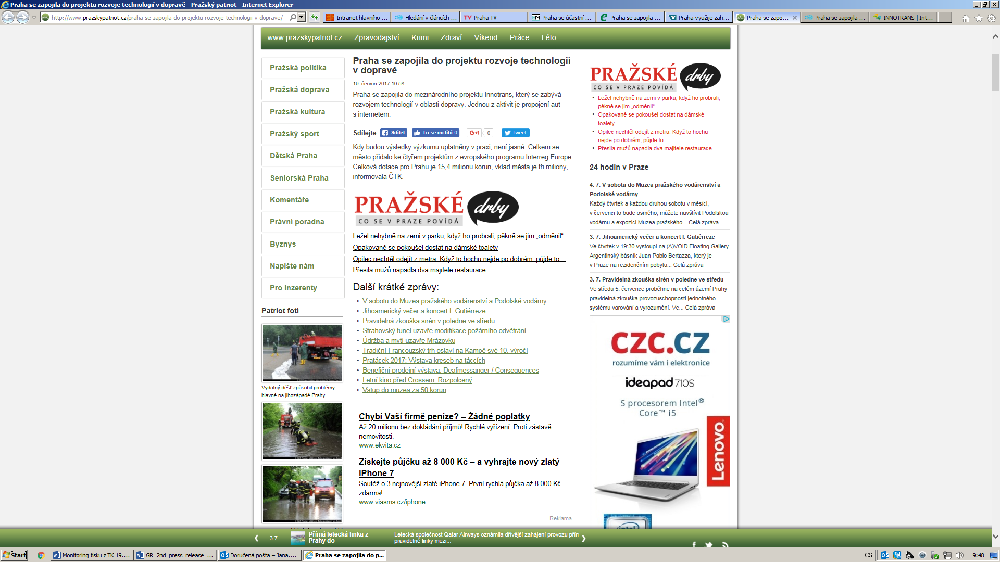 Praha se zapojila do projektu rozvoje technologií v dopravě - Pražský patriot - Internet Explorer
http://www.prazskypatriot.cz/praha-se-zapojila-do-projektu-rozvoje-technologii-v-doprave/
Intranet hlavního ...
Hledání v článcích ...
TV Praha TV
EM Praha se účastní ...
Praha se zapojila ...
Praha využije zah...
Praha se zapo...
Praha se zapojila ...
INNOTRANS | Int...
www.prazskypatriot.cz Zpravodajství Krimi Zdraví Víkend Práce Léto
Pražská politika
Pražská doprava
Pražská kultura
Pražský sport
Dětská Praha
Seniorská Praha
Komentáře
Právní poradna
Byznys
Napište nám
Pro inzerenty
Patriot fotí
Vydatný déšť způsobil problémy
hlavně na jihozápadě Prahy
Praha se zapojila do projektu rozvoje technologií
v dopravě
19. června 2017 19:58
Praha se zapojila do mezinárodního projektu Innotrans, který se zabývá
rozvojem technologií v oblasti dopravy. Jednou z aktivit je propojení aut
s internetem.
Sdílejte Sdílet To se mi líbí 0 G+1 0 Tweet
Kdy budou výsledky výzkumu uplatněny v praxi, není jasné. Celkem se
město přidalo ke čtyřem projektům z evropského programu Interreg Europe.
Celková dotace pro Prahu je 15,4 milionu korun, vklad města je tři miliony,
informovala ČTK.
PRAŽSKÉ drby
CO SE V PRAZE POVÍDÁ
Ležel nehybně na zemi v parku, když ho probrali, pěkně se jim „odměnil“
Opakovaně se pokoušel dostat na dámské toalety
Opilec nechtěl odejít z metra. Když to hochu nejde po dobrém, půjde to…
Přesila mužů napadla dva majitele restaurace
Další krátké zprávy:
• V sobotu do Muzea pražského vodárenství a Podolské vodárny
• Jihoamerický večer a koncert I. Gutiérreze
• Pravidelná zkouška sirén v poledne ve středu
• Strahovský tunel uzavře modifikace požárního odvětrání
• Údržba a mytí uzavře Mrázovku
• Tradiční Francouzský trh oslaví na Kampě své 10. výročí
• Pratácek 2017: Výstava kreseb na táccích
• Benefiční prodejní výstava: Deafmessanger / Consequences
• Letní kino před Crossem: Rozpolcený
• Vstup do muzea za 50 korun
Chybí Vaší firmě peníze? – Žádné poplatky
Až 20 milionů bez dokládání příjmů! Rychlé vyřízení. Proti zástavě
nemovitosti.
www.ekvita.cz
Získejte půjčku až 8 000 Kč – a vyhrajte nový zlatý
iPhone 7
Soutěž o 3 nejnovější zlaté iPhone 7. První rychlá půjčka až 8 000 Kč
zdarma!
www.viasms.cz/iphone
Reklama
PRAŽSKÉ drby
CO SE V PRAZE POVÍDÁ
• Ležel nehybně na zemi v parku, když ho probrali,
pěkně se jim „odměnil“
• Opakovaně se pokoušel dostat na dámské
toalety
• Opilec nechtěl odejít z metra. Když to hochu
nejde po dobrém, půjde to…
• Přesila mužů napadla dva majitele restaurace
24 hodin v Praze
4. 7. V sobotu do Muzea pražského vodárenství a
Podolské vodárny
Každý čtvrtek a každou druhou sobotu v měsíci,
v červenci to bude osmého, můžete navštívit Podolskou
vodárnu a expozici Muzea pražského... Celá zpráva
3. 7. Jihoamerický večer a koncert I. Gutiérreze
Ve čtvrtek v 19:30 vystoupí na (A)VOID Floating Gallery
Argentinský básník Juan Pablo Bertazza, který je
v Praze na rezidenčním pobytu... Celá zpráva
3. 7. Pravidelná zkouška sirén v poledne ve středu
Ve středu 5. července proběhne na celém území Prahy
pravidelná zkouška provozuschopnosti jednotného
systému varování a vyrozumění. Ve... Celá zpráva
CZC.CZ
rozumíme vám i elektronice
ideapad 710S
S procesorem Intel®
Core™ i5
Lenovo
intel
3.7. Přímá letecká linka z
Prahy do
Letecká společnost Qatar Airways oznámila dřívější zahájení provozu přím
pravidelné linky mezi...
Start
Monitoring tisku z TK 19....
GR_2nd_press_release_...
Doručená pošta – Jana....
Praha se zapojila do p...
CS
9:48